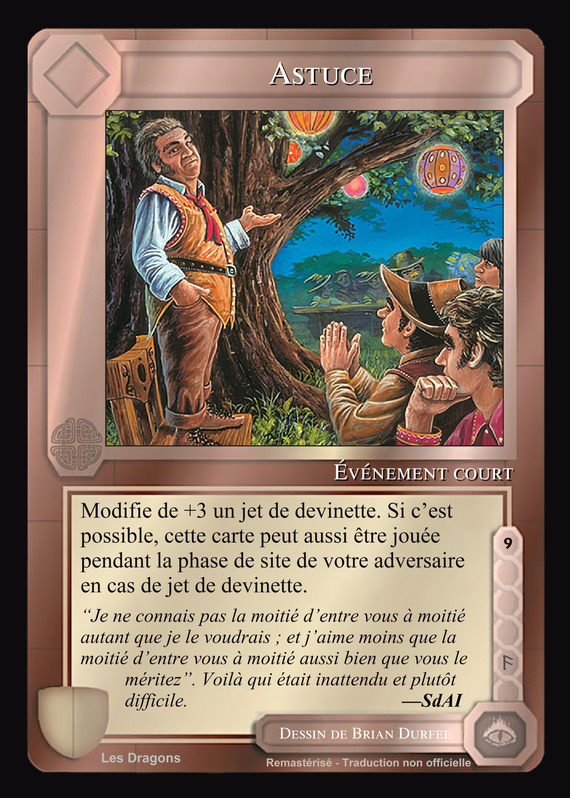 ASTUCE
ÉVÉNEMENT COURT
Modifie de +3 un jet de devinette. Si c’est
possible, cette carte peut aussi être jouée
pendant la phase de site de votre adversaire
en cas de jet de devinette.
“Je ne connais pas la moitié d’entre vous à moitié
autant que je le voudrais ; et j’aime moins que la
moitié d’entre vous à moitié aussi bien que vous le
méritez”. Voilà qui était inattendu et plutôt
difficile. —SdAI
9
DESSIN DE BRIAN DURFEE
Les Dragons
Remastérisé - Traduction non officielle